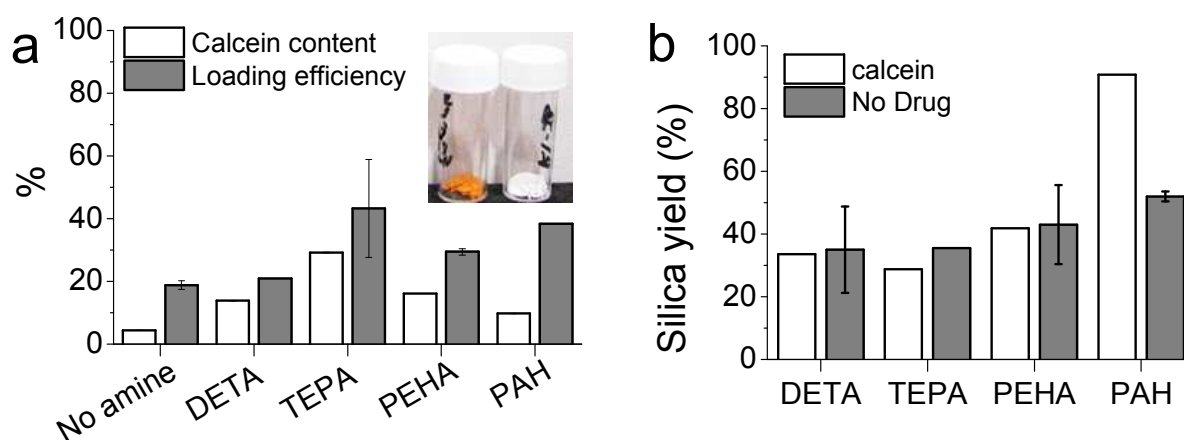 a
100
80
60
40
20
0
%
Calcein content
Loading efficiency
No amine
DETA
TEPA
PEHA
PAH
b
100
80
60
40
20
0
Silica yield (%)
calcein
No Drug
DETA
TEPA
PEHA
PAH